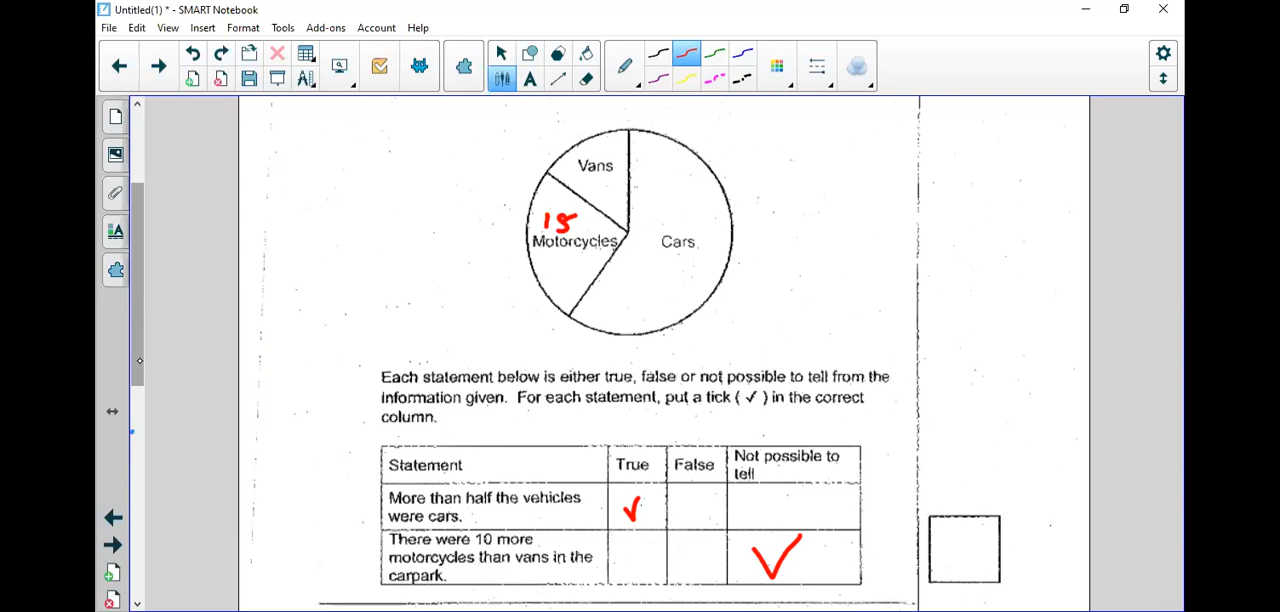 Untitled(1) * - SMART Notebook
File Edit View Insert Format Tools Add-ons Account Help
Vans
18
Motorcycles
Cars
Each statement below is either true, false or not possible to tell from the
information given. For each statement, put a tick ( ✓ ) in the correct
column.
Statement True False Not possible to tell
More than half the vehicles
were cars. ✓
There were 10 more
motorcycles than vans in the
carpark. ✓